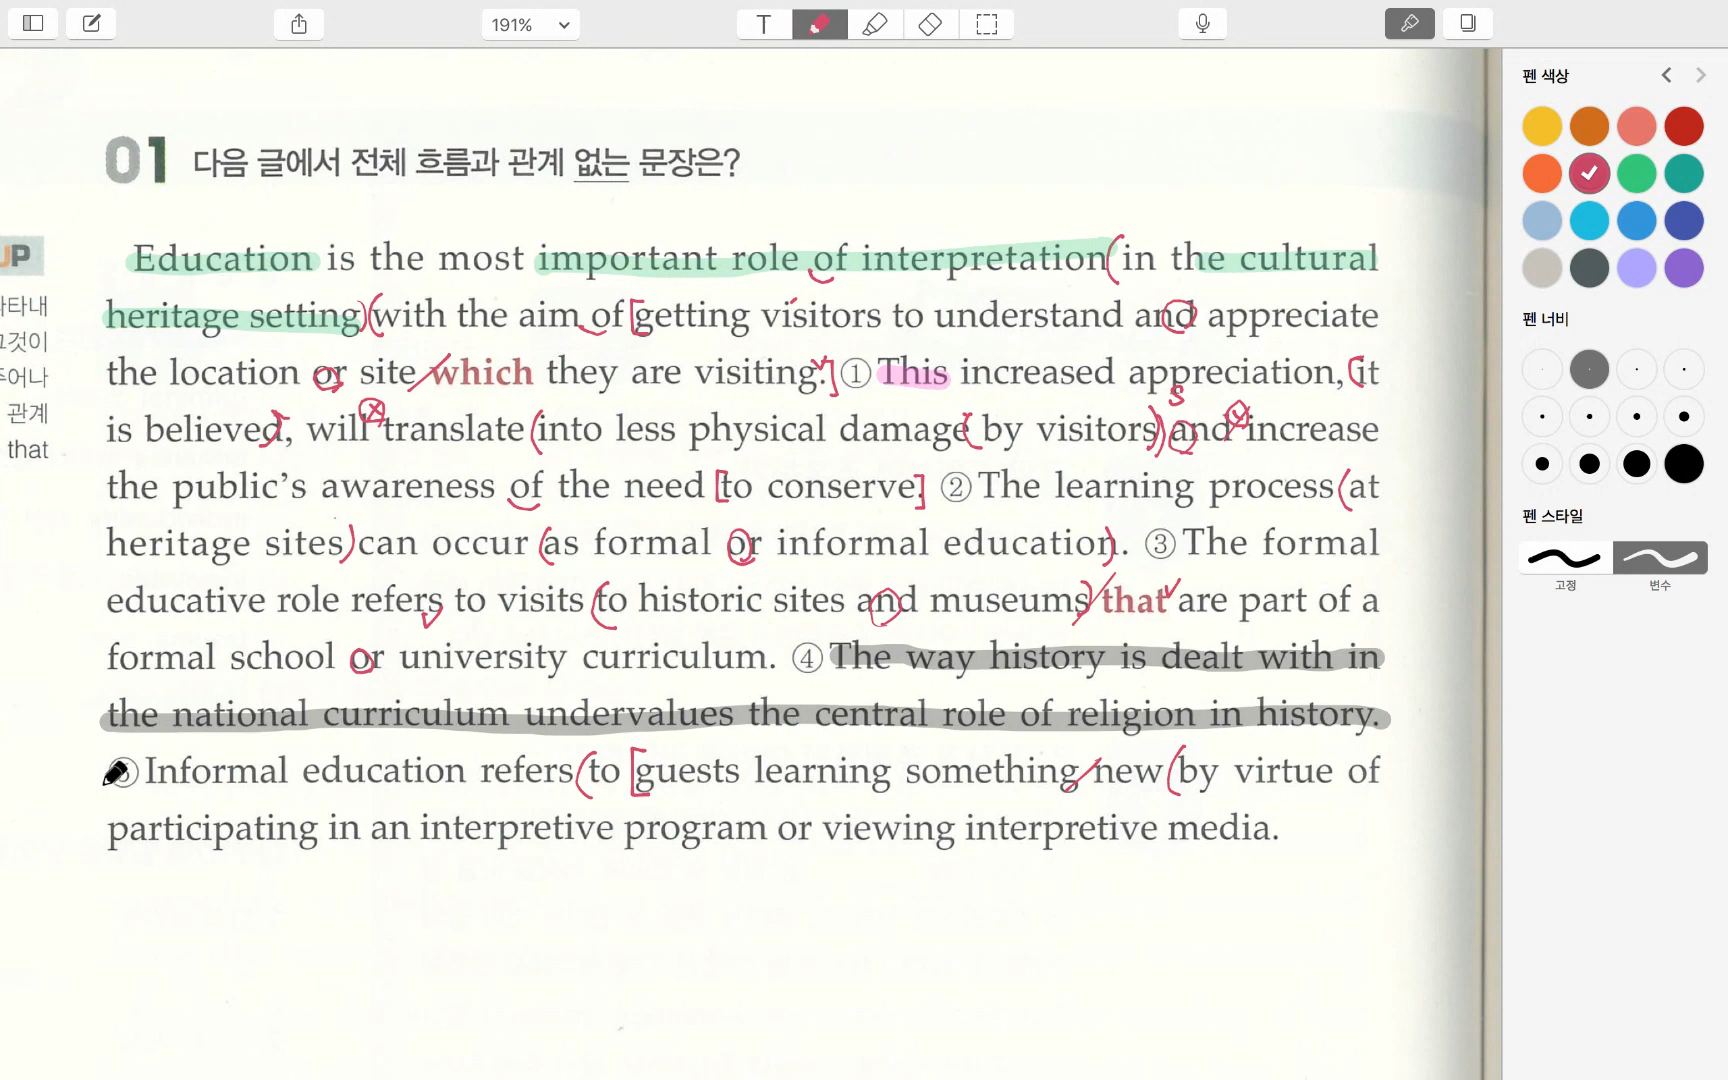 191%
T
펜 색상
01 다음 글에서 전체 흐름과 관계 없는 문장은?
UP
Education is the most important role of interpretation in the cultural
heritage setting with the aim of getting visitors to understand and appreciate
the location or site which they are visiting. ① This increased appreciation, it
is believed, will translate into less physical damage by visitors and increase
the public's awareness of the need to conserve. ② The learning process at
heritage sites can occur as formal or informal education. ③ The formal
educative role refers to visits to historic sites and museums that are part of a
formal school or university curriculum. ④ The way history is dealt with in
the national curriculum undervalues the central role of religion in history.
Informal education refers to guests learning something new by virtue of
participating in an interpretive program or viewing interpretive media.
그것이
관계
that
S
펜 너비
펜 스타일
고정
변수